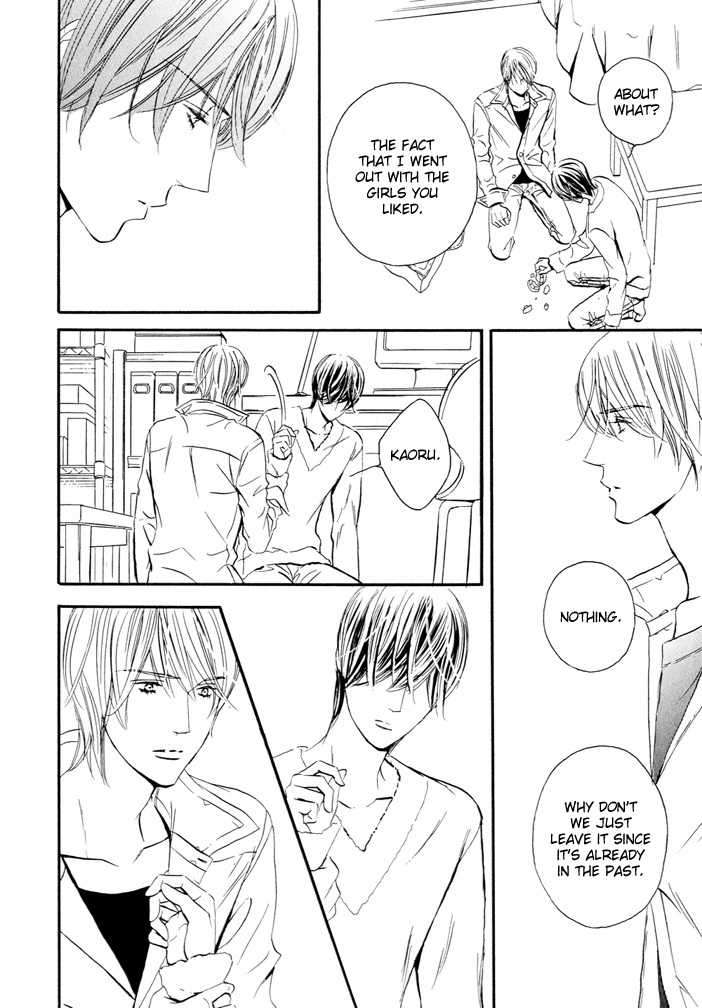 ABOUT
WHAT?
THE FACT
THAT I WENT
OUT WITH THE
GIRLS YOU
LIKED.
NOTHING.
WHY DON'T
WE JUST
LEAVE IT SINCE
IT'S ALREADY
IN THE PAST.
KAORU.